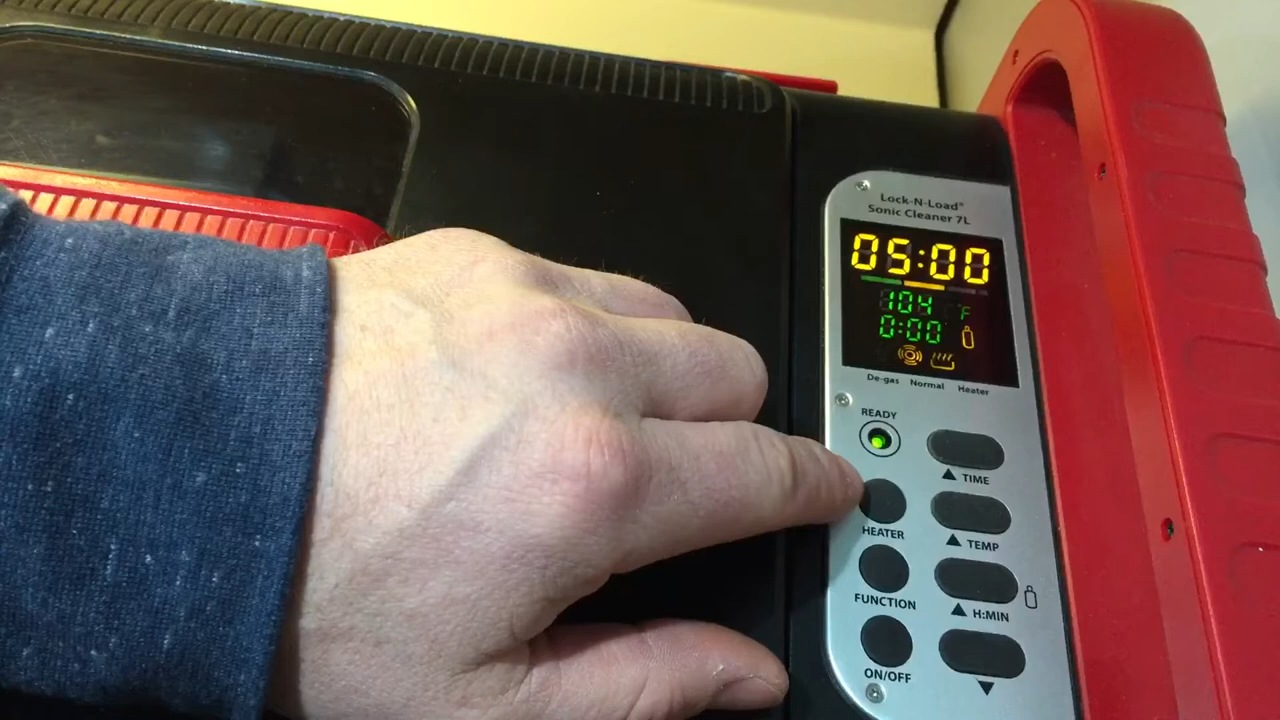 Lock-N-Load®
Sonic Cleaner 7L
05:00
104 °F
0:00
De-gas Normal Heater
READY
▲ TIME
HEATER
▲ TEMP
FUNCTION
▲ H:MIN
ON/OFF
▼